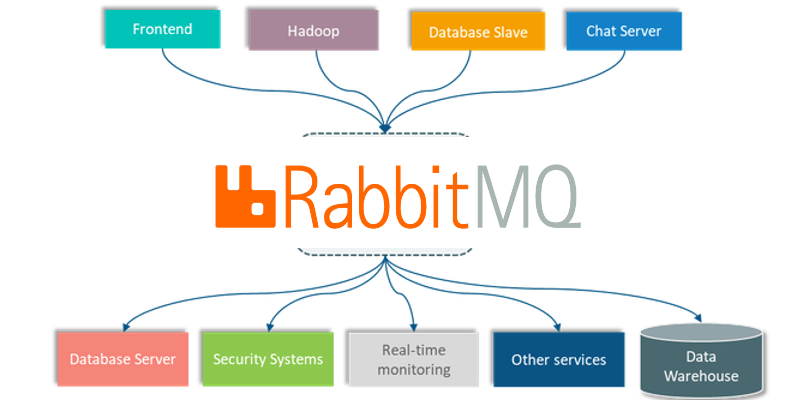 Frontend
Hadoop
Database Slave
Chat Server
RabbitMQ
Database Server
Security Systems
Real-time
monitoring
Other services
Data
Warehouse